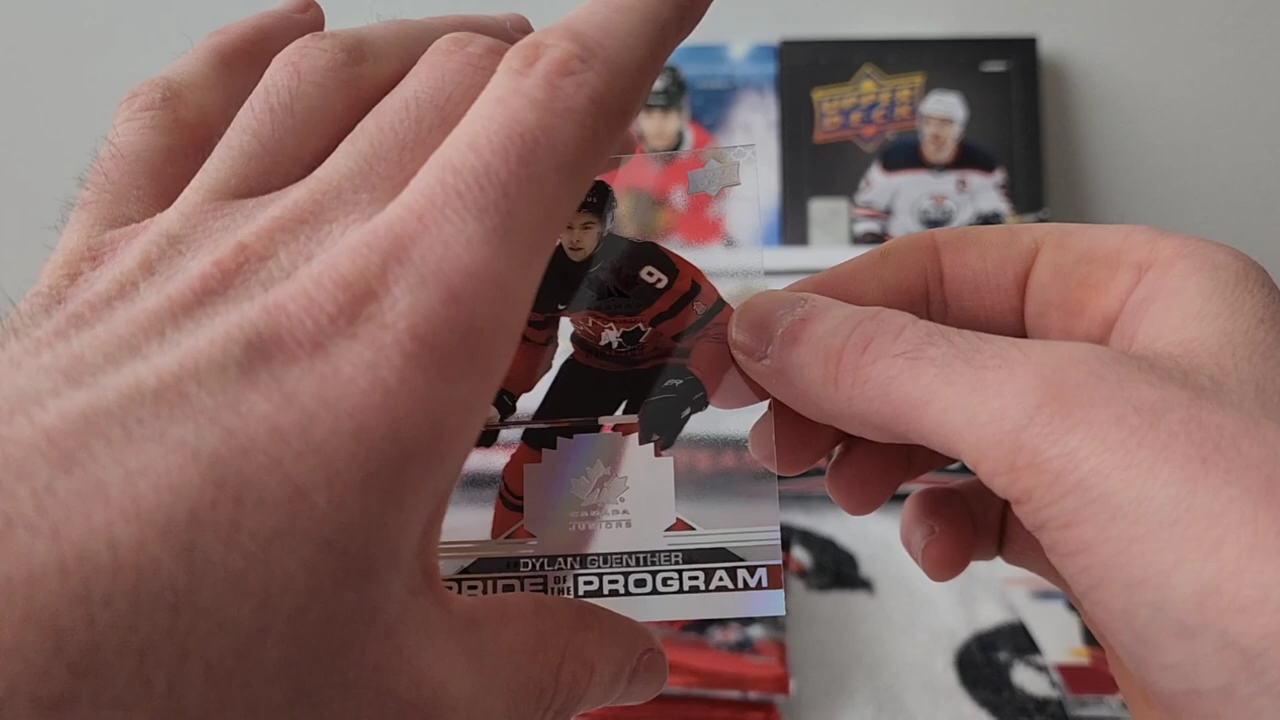 UPPER
DECK
9
CANADA
JUNIORS
DYLAN GUENTHER
PRIDE OF THE PROGRAM